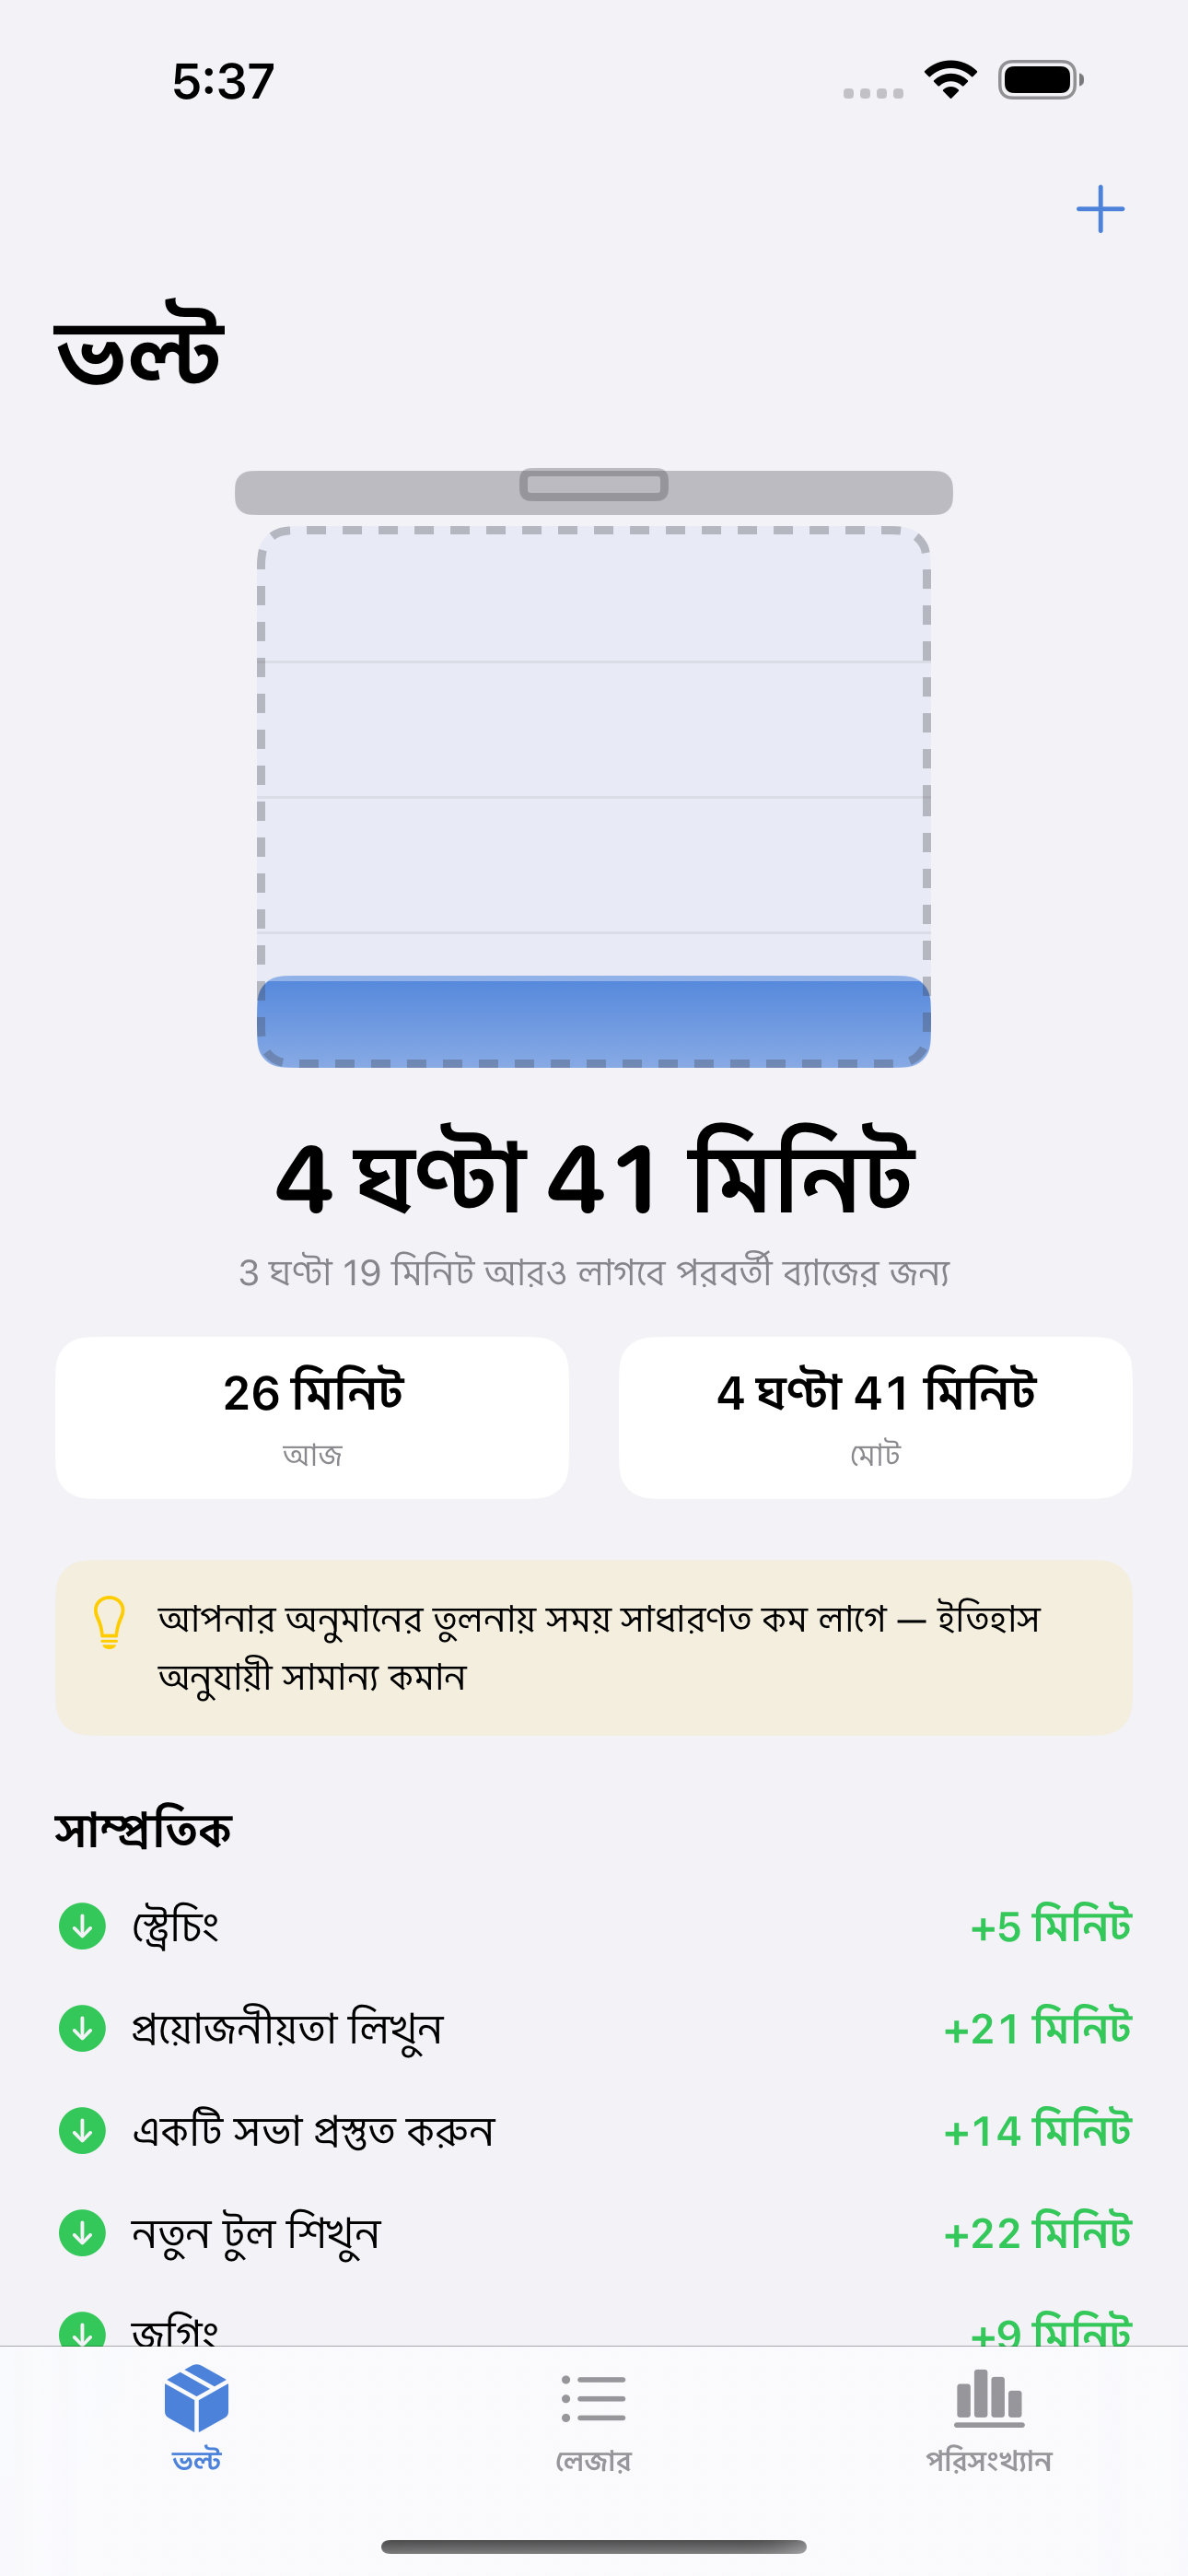 5:37
ভল্ট
4 ঘণ্টা 41 মিনিট
3 ঘণ্টা 19 মিনিট আরও লাগবে পরবর্তী ব্যাজের জন্য
26 মিনিট
আজ
4 ঘণ্টা 41 মিনিট
মোট
আপনার অনুমানের তুলনায় সময় সাধারণত কম লাগে — ইতিহাস
অনুযায়ী সামান্য কমান
সাম্প্রতিক
স্ট্রেচিং
+5 মিনিট
প্রয়োজনীয়তা লিখুন
+21 মিনিট
একটি সভা প্রস্তুত করুন
+14 মিনিট
নতুন টুল শিখুন
+22 মিনিট
জগিং
+9 মিনিট
ভল্ট
লেজার
পরিসংখ্যান